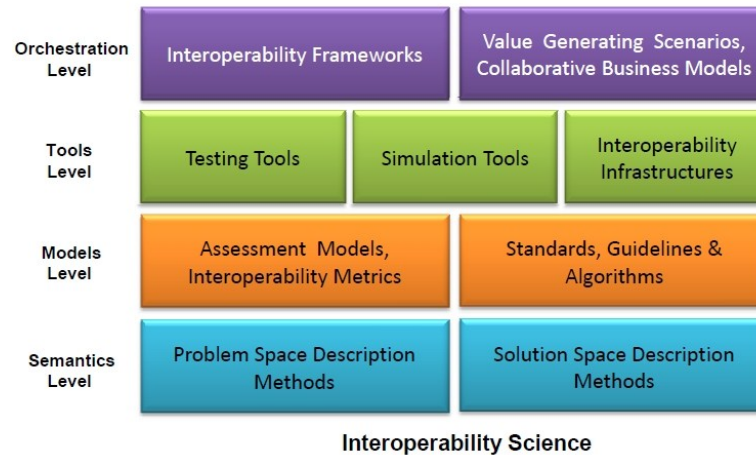 Orchestration
Level
Interoperability Frameworks
Value Generating Scenarios,
Collaborative Business Models
Tools
Level
Testing Tools
Simulation Tools
Interoperability
Infrastructures
Models
Level
Assessment Models,
Interoperability Metrics
Standards, Guidelines &
Algorithms
Semantics
Level
Problem Space Description
Methods
Solution Space Description
Methods
Interoperability Science